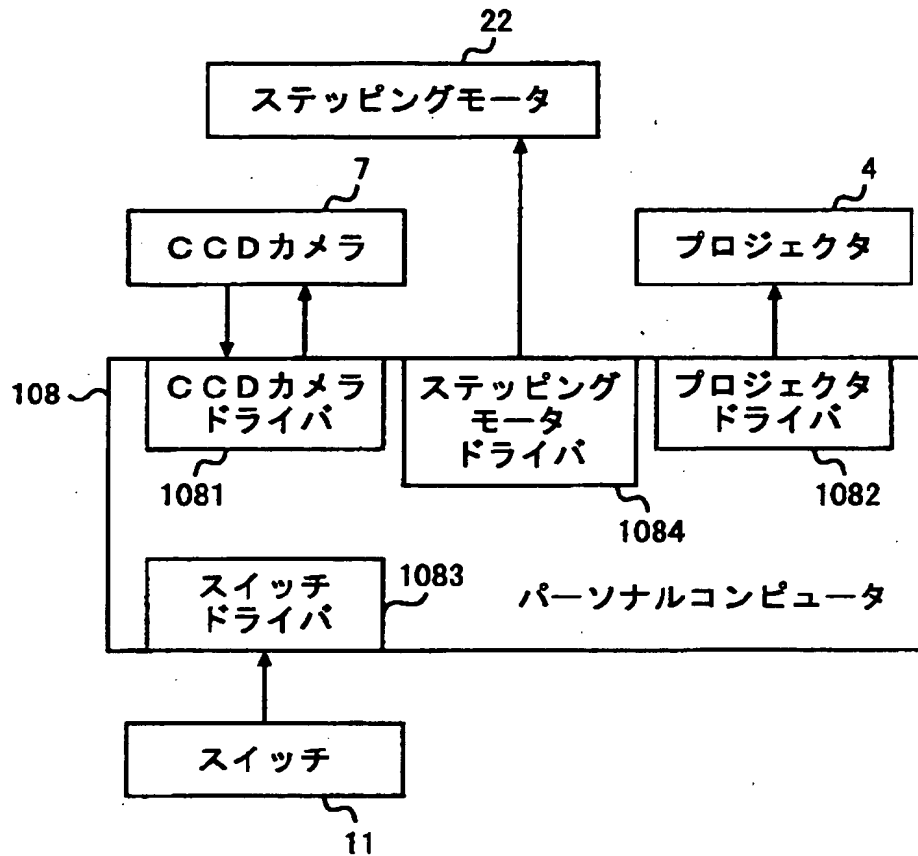 22
ステッピングモータ
7
4
CCDカメラ
プロジェクタ
108
CCDカメラ
ドライバ
ステッピング
モータ
ドライバ
プロジェクタ
ドライバ
1081
1084
1082
スイッチ
ドライバ
1083
パーソナルコンピュータ
スイッチ
11